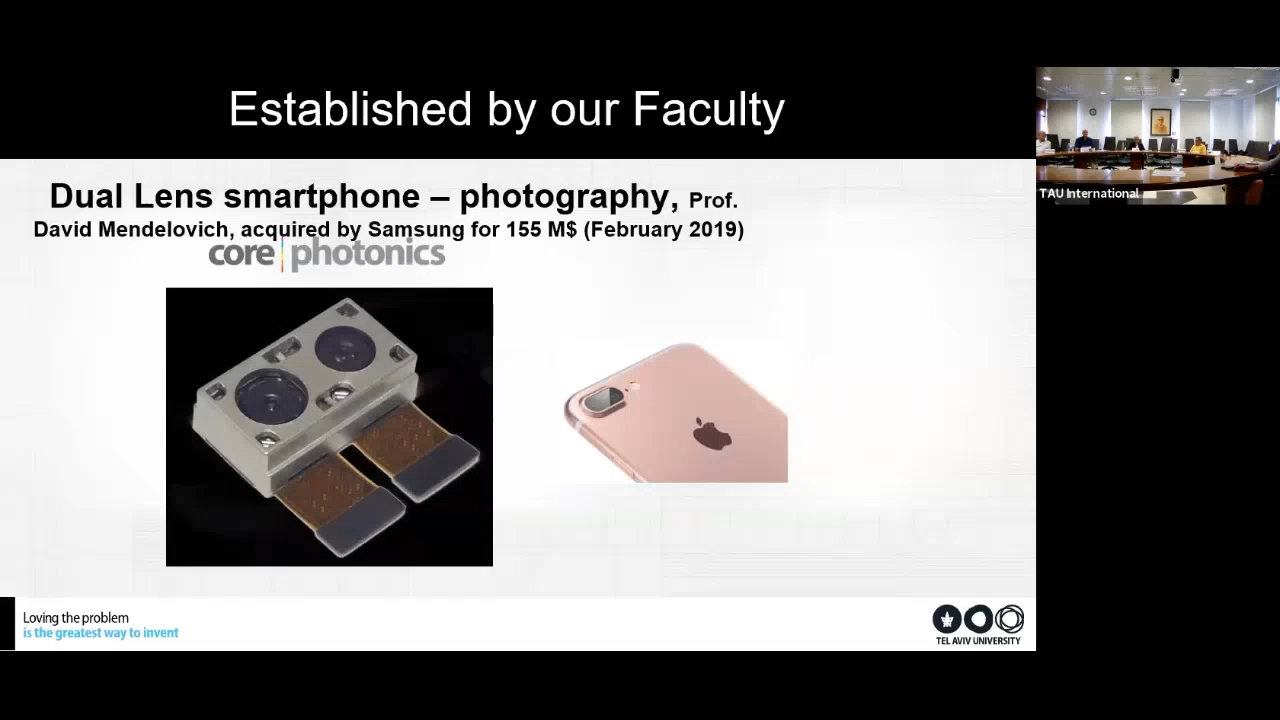 Established by our Faculty
Dual Lens smartphone – photography, Prof.
David Mendelovich, acquired by Samsung for 155 M$ (February 2019)
core photonics
TAU International
Loving the problem
is the greatest way to invent
TEL AVIV UNIVERSITY